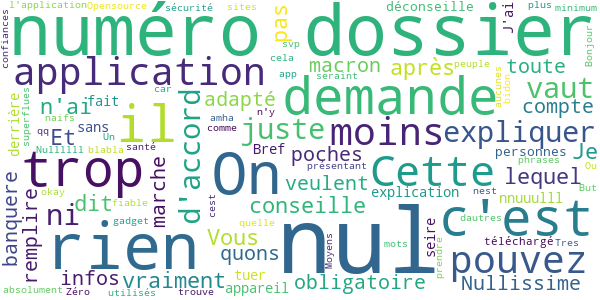 l'application Opensource sécurité sites déconseille j'ai plus minimum
confiances numéro dossier pas svp Bonjour
cela macron après peuple toute
application app seraint aucunes bidon vaut
derrière superflues n'ai fait car adapté demande compte
naïfs qq Et sans il d'accord n'y juste moins expliquer
Nullllll Un amha comme personnes Je
blabla santé Bref poches phrases Ou
trop marche On présentant Cette lequel
okay veulent explication nest But
banquere ni dit fiable cest conseille nnuuulll
remplire gadget quelle nul dautres c'est
rien Vous Moyens seire téléchargé Tres
infos quons mots prendre pouvez
vraiment tuer obligatoire Nullissime
absolument Zéro utilisés trouve appareil